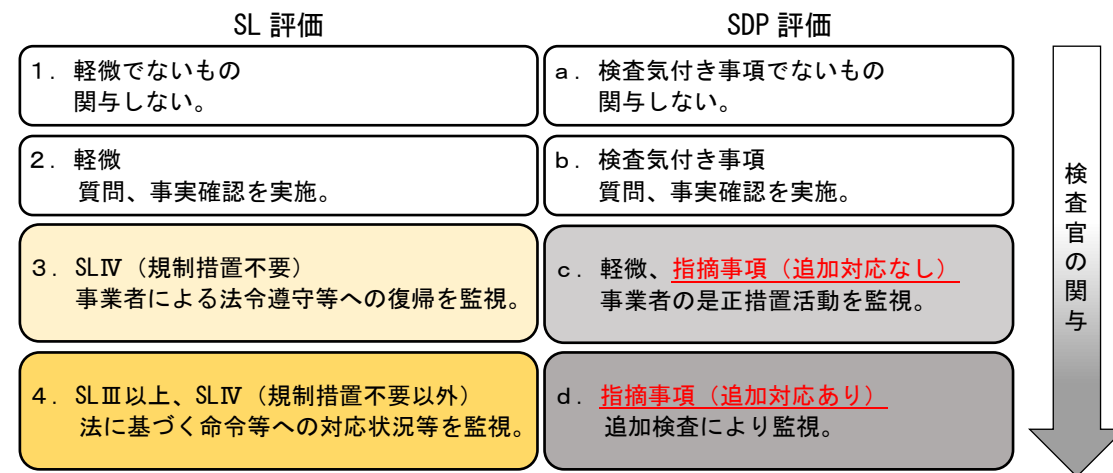 SL 評価
SDP 評価
１．軽微でないもの
関与しない。
a．検査気付き事項でないもの
関与しない。
２．軽微
質問、事実確認を実施。
b．検査気付き事項
質問、事実確認を実施。
３．SLⅣ（規制措置不要）
事業者による法令遵守等への復帰を監視。
c．軽微、指摘事項（追加対応なし）
事業者の是正措置活動を監視。
４．SLⅢ以上、SLⅣ（規制措置不要以外）
法に基づく命令等への対応状況等を監視。
d．指摘事項（追加対応あり）
追加検査により監視。
検査官の関与